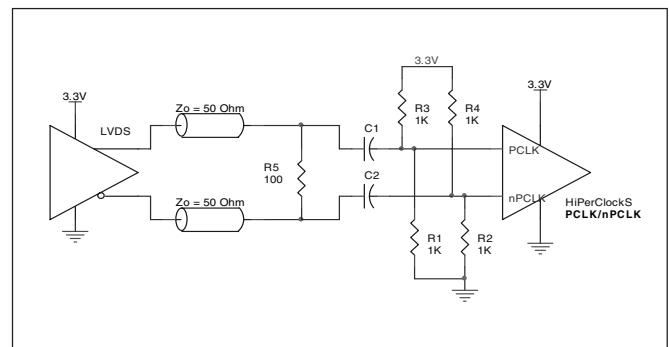 3.3V
3.3V
3.3V
Zo = 50 Ohm
LVDS
R3
1K
R4
1K
C1
PCLK
R5
100
C2
nPCLK
Zo = 50 Ohm
HiPerClockS
PCLK/nPCLK
R1
1K
R2
1K